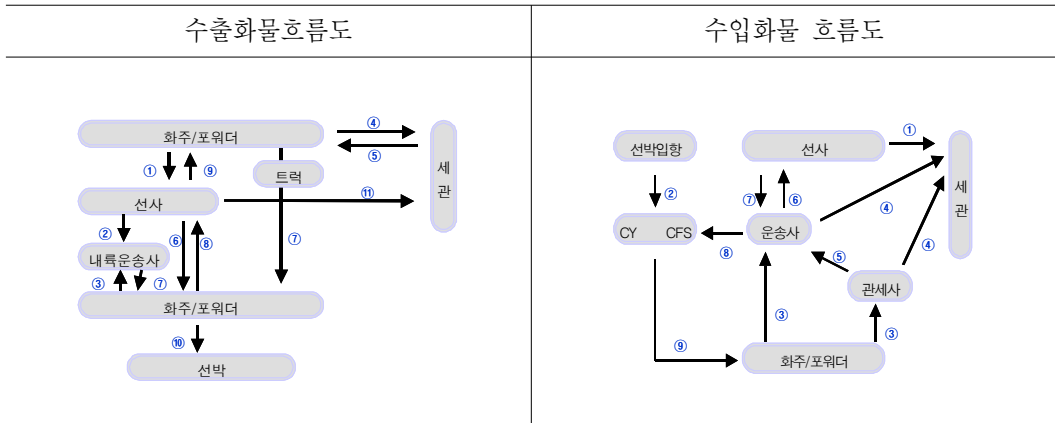 수출화물흐름도
수입화물 흐름도
화주/포워더
④
⑤
세
관
①
⑨
트럭
선사
⑪
②
⑥
⑧
⑦
내륙운송사
③
⑦
화주/포워더
⑩
선박
선박입항
선사
①
세
관
②
⑦
⑥
④
CY CFS
운송사
⑧
⑤
④
관세사
③
③
⑨
화주/포워더